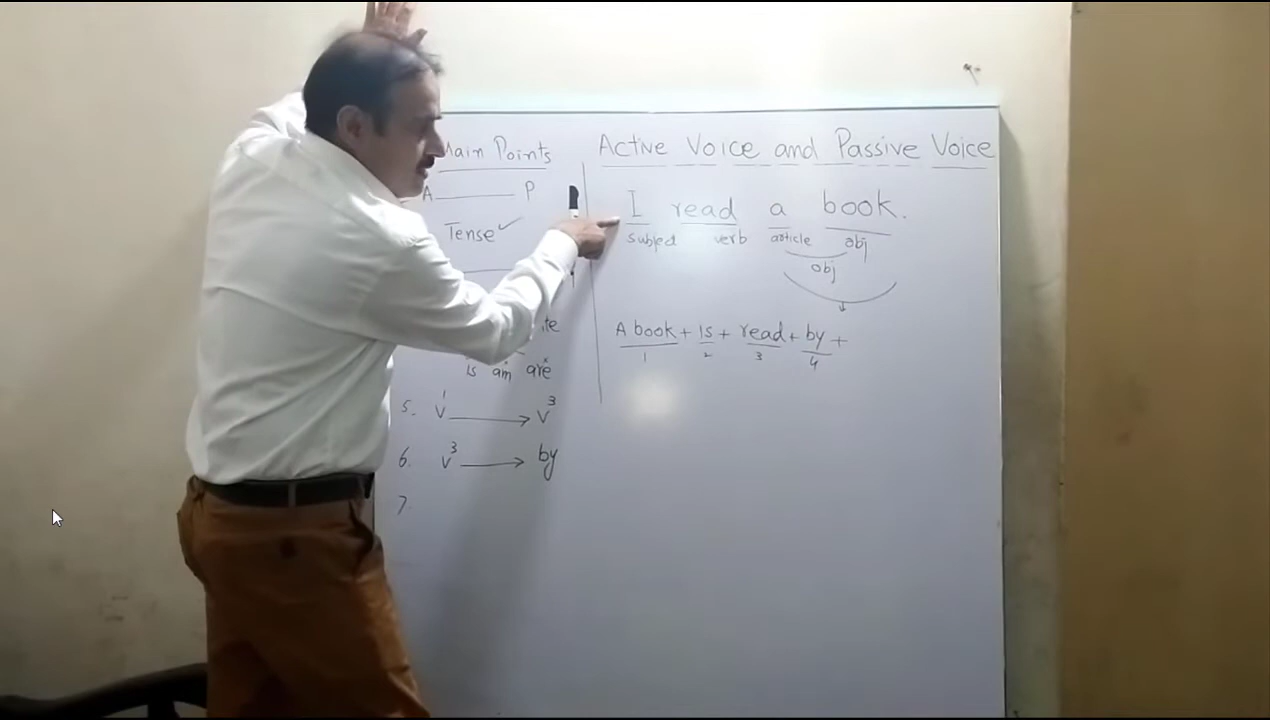 Main Points
A P
Tense ✓
is am are
5. V¹ → V³
6. V³ → by
7.
Active Voice and Passive Voice
I read a book.
subject verb article obj
obj
A book + is + read + by +
1 2 3 4